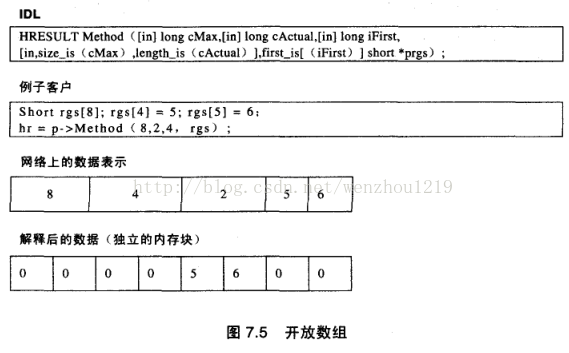 IDL
HRESULT Method ( [in] long cMax,[in] long cActual,[in] long iFirst,
[in,size_is (cMax) ,length_is (cActual) ],first_is[ (iFirst) ] short *prgs) ;
例子客户
Short rgs[8]; rgs[4] = 5; rgs[5] = 6;
hr = p->Method (8,2,4, rgs) ;
网络上的数据表示
8 4 2 5 6
http://blog.csdn.net/wenzhou1219
解释后的数据（独立的内存块）
0 0 0 0 5 6 0 0
图 7.5 开放数组